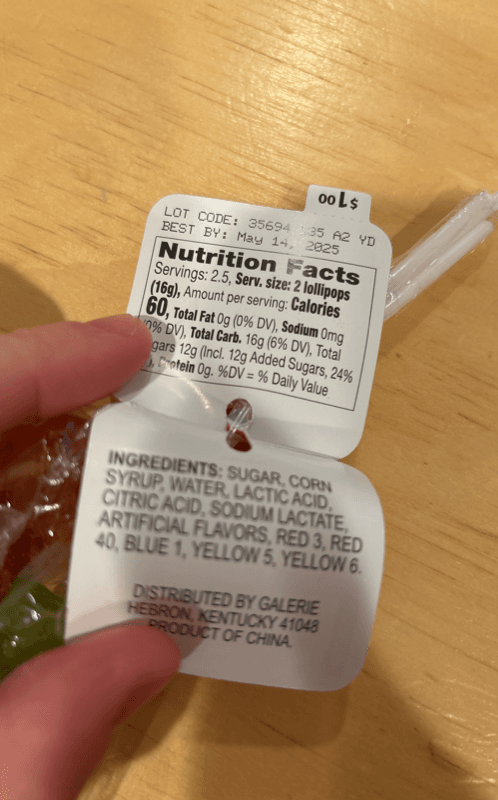 00L$
LOT CODE: 35694 35 A2 YD
BEST BY: May 14, 2025
Nutrition Facts
Servings: 2.5, Serv. size: 2 lollipops
(16g), Amount per serving: Calories
60, Total Fat 0g (0% DV), Sodium 0mg
(0% DV), Total Carb. 16g (6% DV), Total
gars 12g (Incl. 12g Added Sugars, 24%
), Protein 0g. %DV = % Daily Value
INGREDIENTS: SUGAR, CORN
SYRUP, WATER, LACTIC ACID,
CITRIC ACID, SODIUM LACTATE,
ARTIFICIAL FLAVORS, RED 3, RED
40, BLUE 1, YELLOW 5, YELLOW 6.
DISTRIBUTED BY GALERIE
HEBRON, KENTUCKY 41048
PRODUCT OF CHINA.